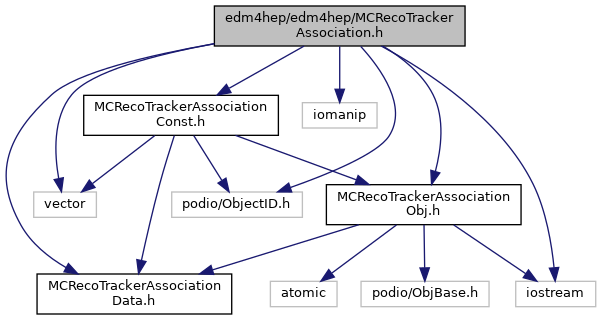 edm4hep/edm4hep/MCRecoTracker
Association.h
MCRecoTrackerAssociation
Const.h
iomanip
vector
podio/ObjectID.h
MCRecoTrackerAssociation
Obj.h
MCRecoTrackerAssociation
Data.h
atomic
podio/ObjBase.h
iostream